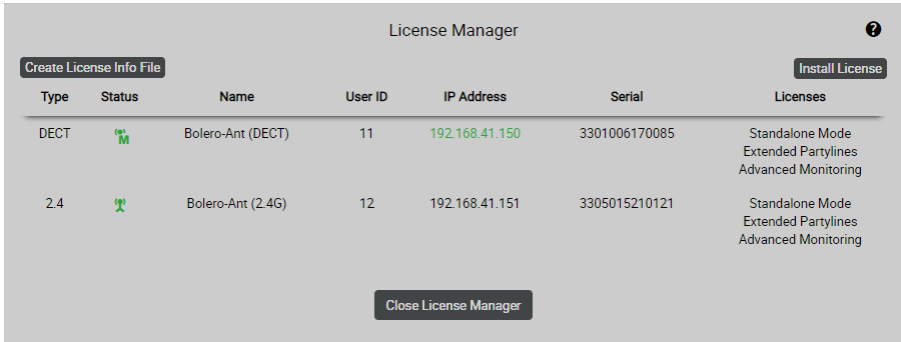 License Manager
?
Create License Info File
Install License
Type Status Name User ID IP Address Serial Licenses
DECT M Bolero-Ant (DECT) 11 192.168.41.150 3301006170085 Standalone Mode
Extended Partylines
Advanced Monitoring
2.4 Bolero-Ant (2.4G) 12 192.168.41.151 3305015210121 Standalone Mode
Extended Partylines
Advanced Monitoring
Close License Manager